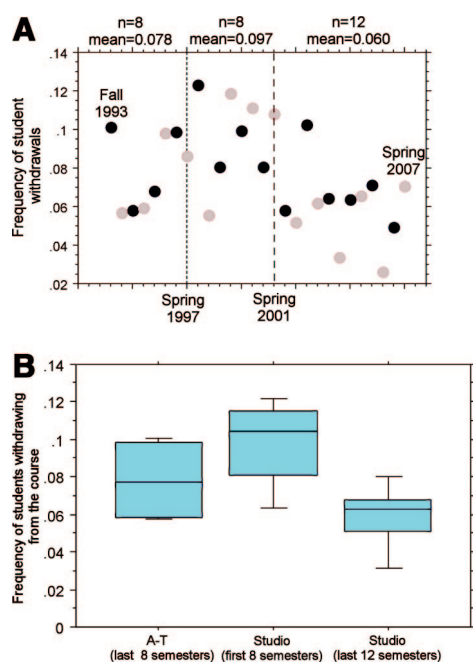 A
n=8 n=8 n=12
mean=0.078 mean=0.097 mean=0.060
.14
.12
.1
.08
.06
.04
.02
Frequency of student
withdrawals
Fall
1993
Spring
2007
Spring
1997
Spring
2001
B
.14
.12
.1
.08
.06
.04
.02
0
Frequency of students withdrawing
from the course
A-T
(last 8 semesters)
Studio
(first 8 semesters)
Studio
(last 12 semesters)